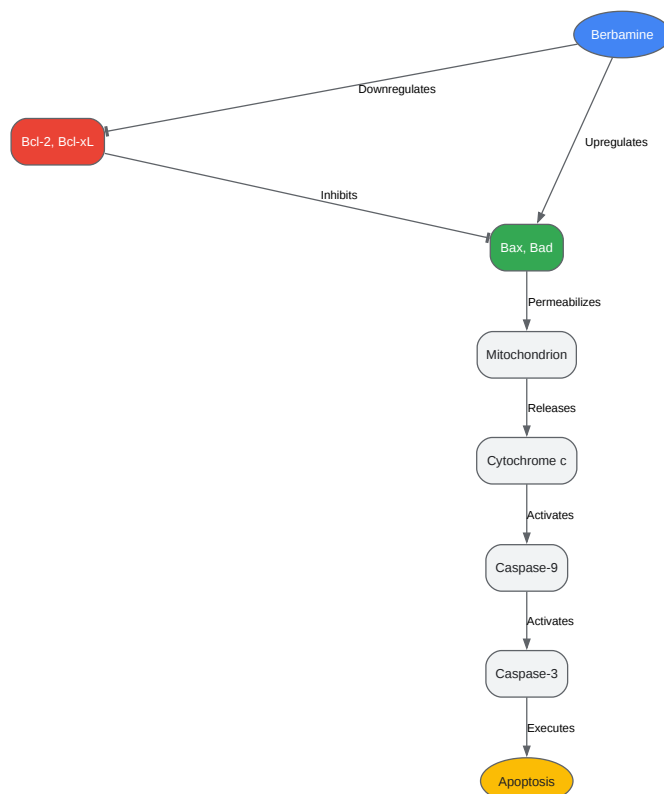 Berbamine
Downregulates
Bcl-2, Bcl-xL
Upregulates
Inhibits
Bax, Bad
Permeabilizes
Mitochondrion
Releases
Cytochrome c
Activates
Caspase-9
Activates
Caspase-3
Executes
Apoptosis